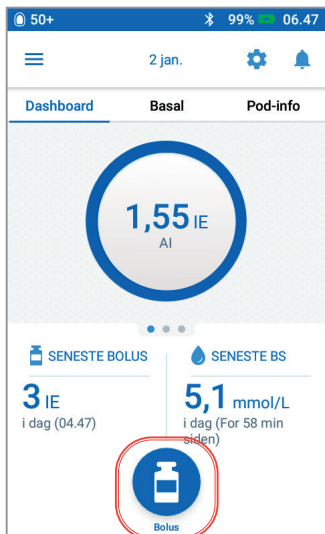 50+ 99% 06.47
2 jan.
Dashboard Basal Pod-info
1,55 IE
AI
SENESTE BOLUS
3 IE
i dag (04.47)
SENESTE BS
5,1 mmol/L
i dag (For 58 min
siden)
Bolus